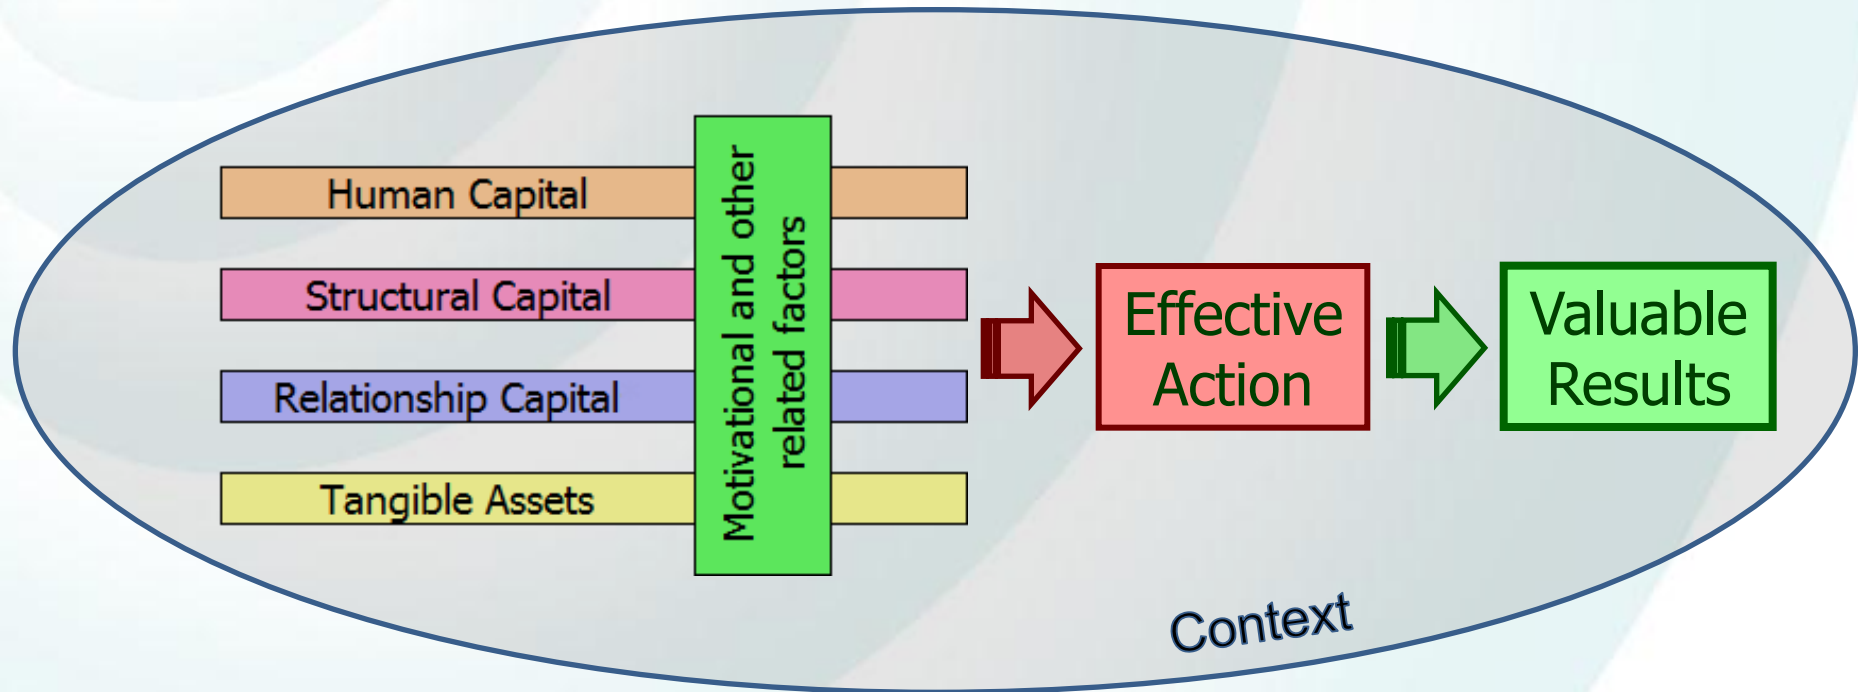 Human Capital
Structural Capital
Relationship Capital
Tangible Assets
Motivational and other
related factors
Effective
Action
Valuable
Results
Context